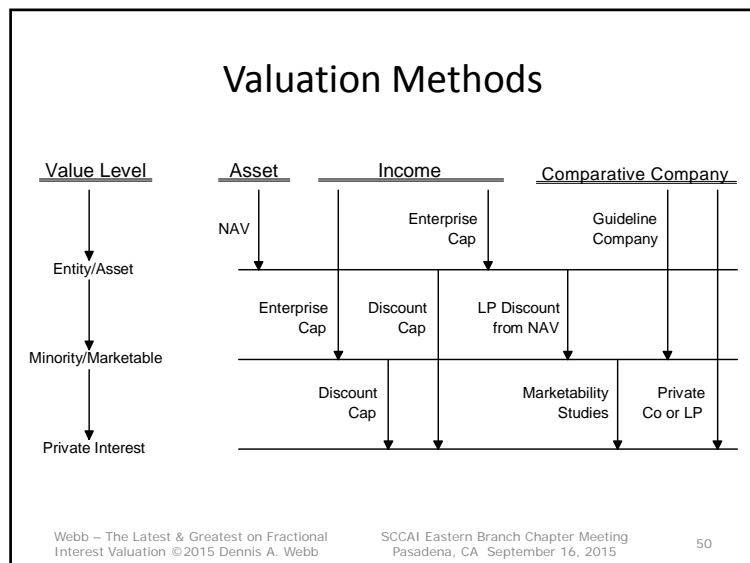 Valuation Methods
Value Level
Asset
Income
Comparative Company
NAV
Enterprise
Cap
Guideline
Company
Entity/Asset
Enterprise
Cap
Discount
Cap
LP Discount
from NAV
Minority/Marketable
Discount
Cap
Marketability
Studies
Private
Co or LP
Private Interest
Webb – The Latest & Greatest on Fractional
Interest Valuation ©2015 Dennis A. Webb
SCCAI Eastern Branch Chapter Meeting
Pasadena, CA September 16, 2015
50